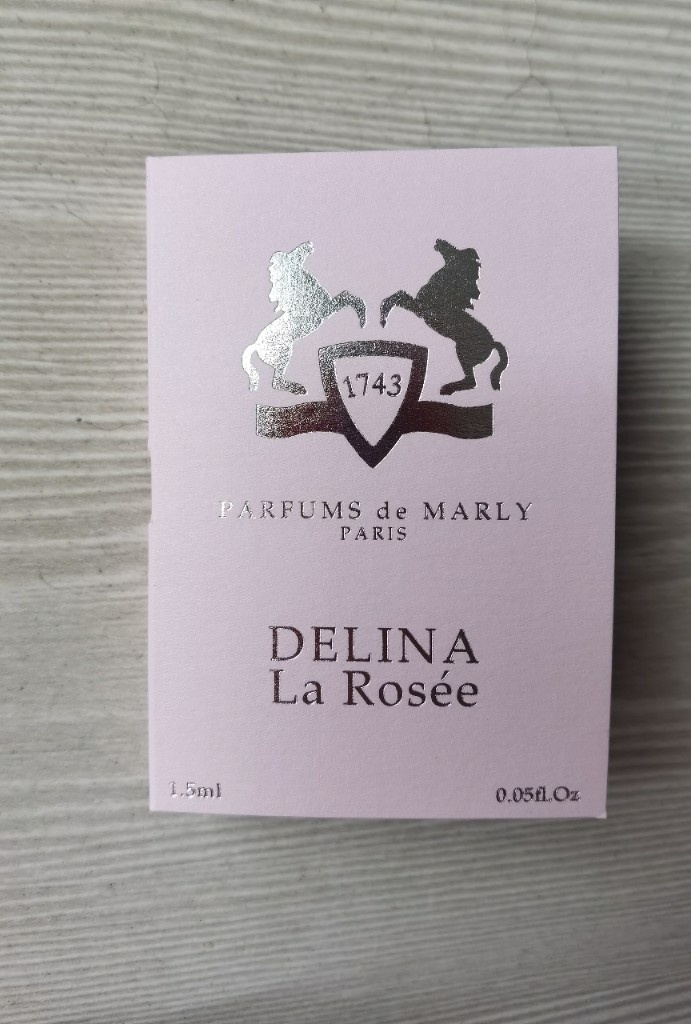 1743
PARFUMS de MARLY
PARIS
DELINA
La Rosée
1.5ml
0.05fl.Oz